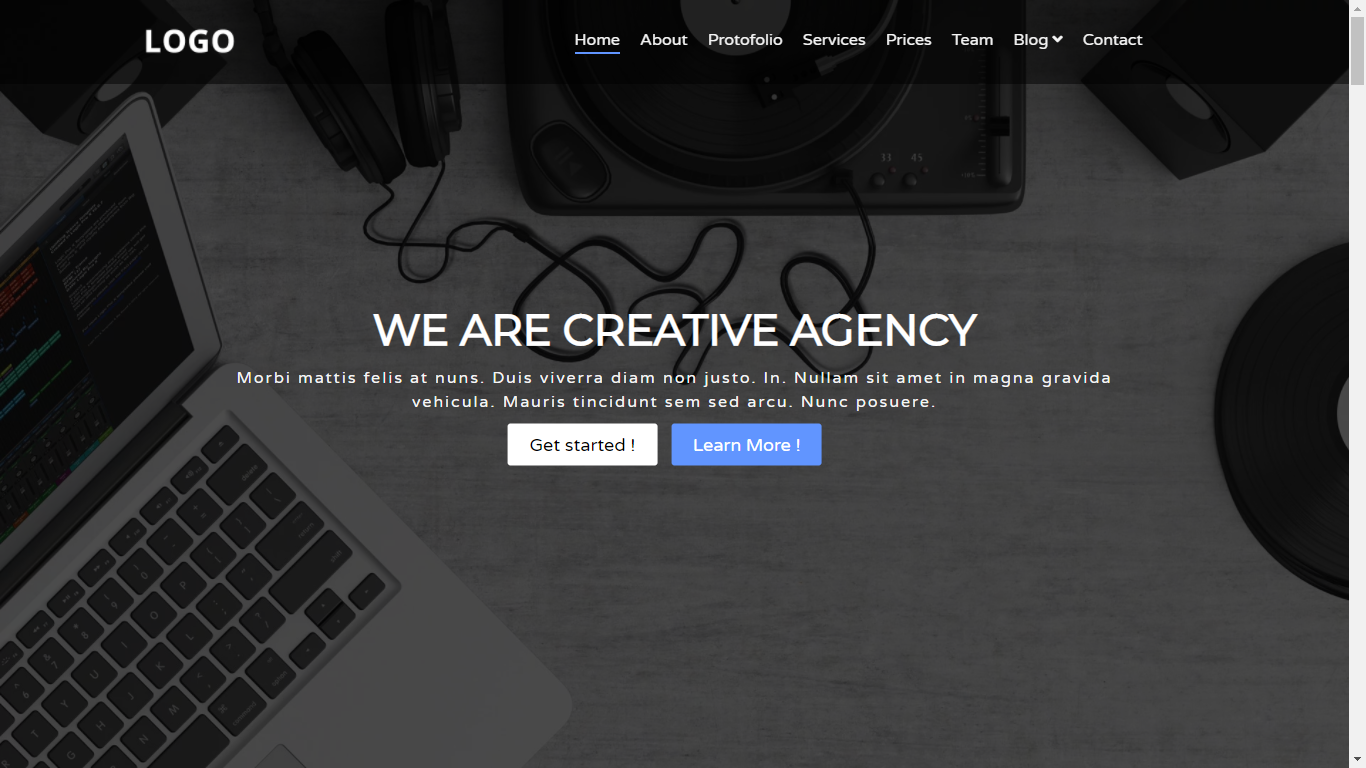 LOGO
Home About Protofolio Services Prices Team Blog Contact
33 45
WE ARE CREATIVE AGENCY
Morbi mattis felis at nuns. Duis viverra diam non justo. In. Nullam sit amet in magna gravida
vehicula. Mauris tincidunt sem sed arcu. Nunc posuere.
Get started ! Learn More !